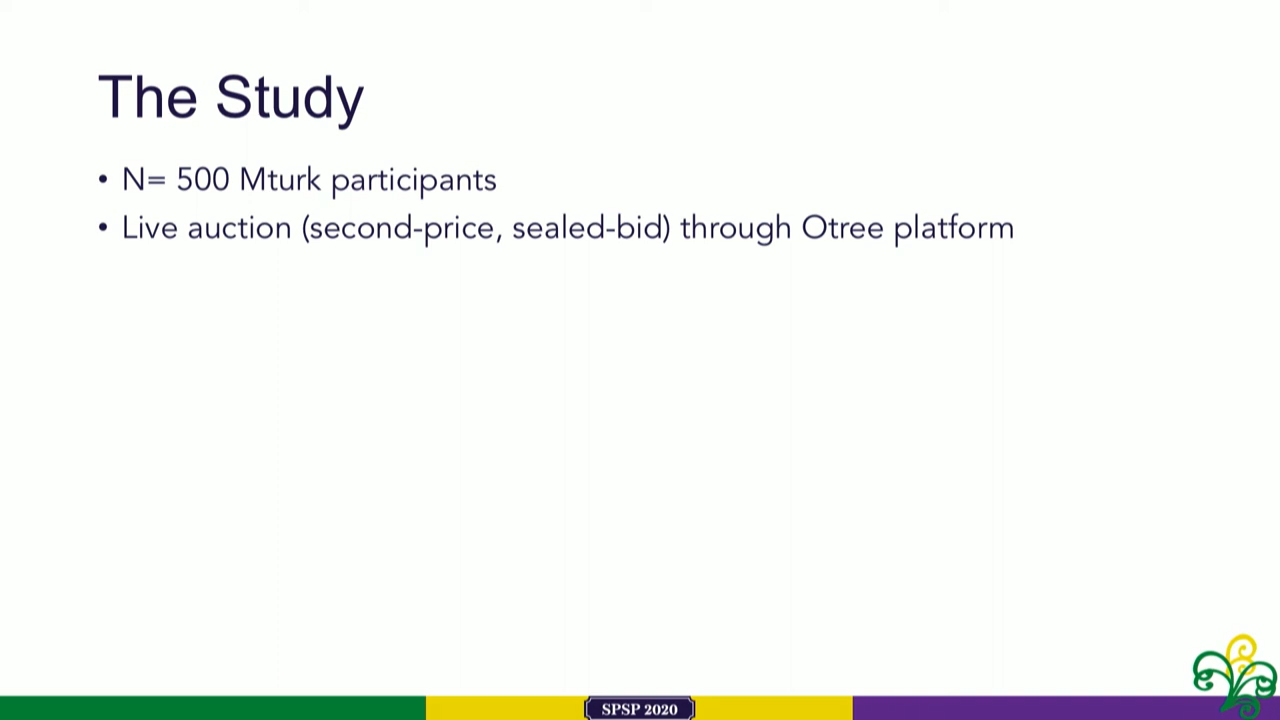 The Study
• N= 500 Mturk participants
• Live auction (second-price, sealed-bid) through Otree platform
SPSP 2020